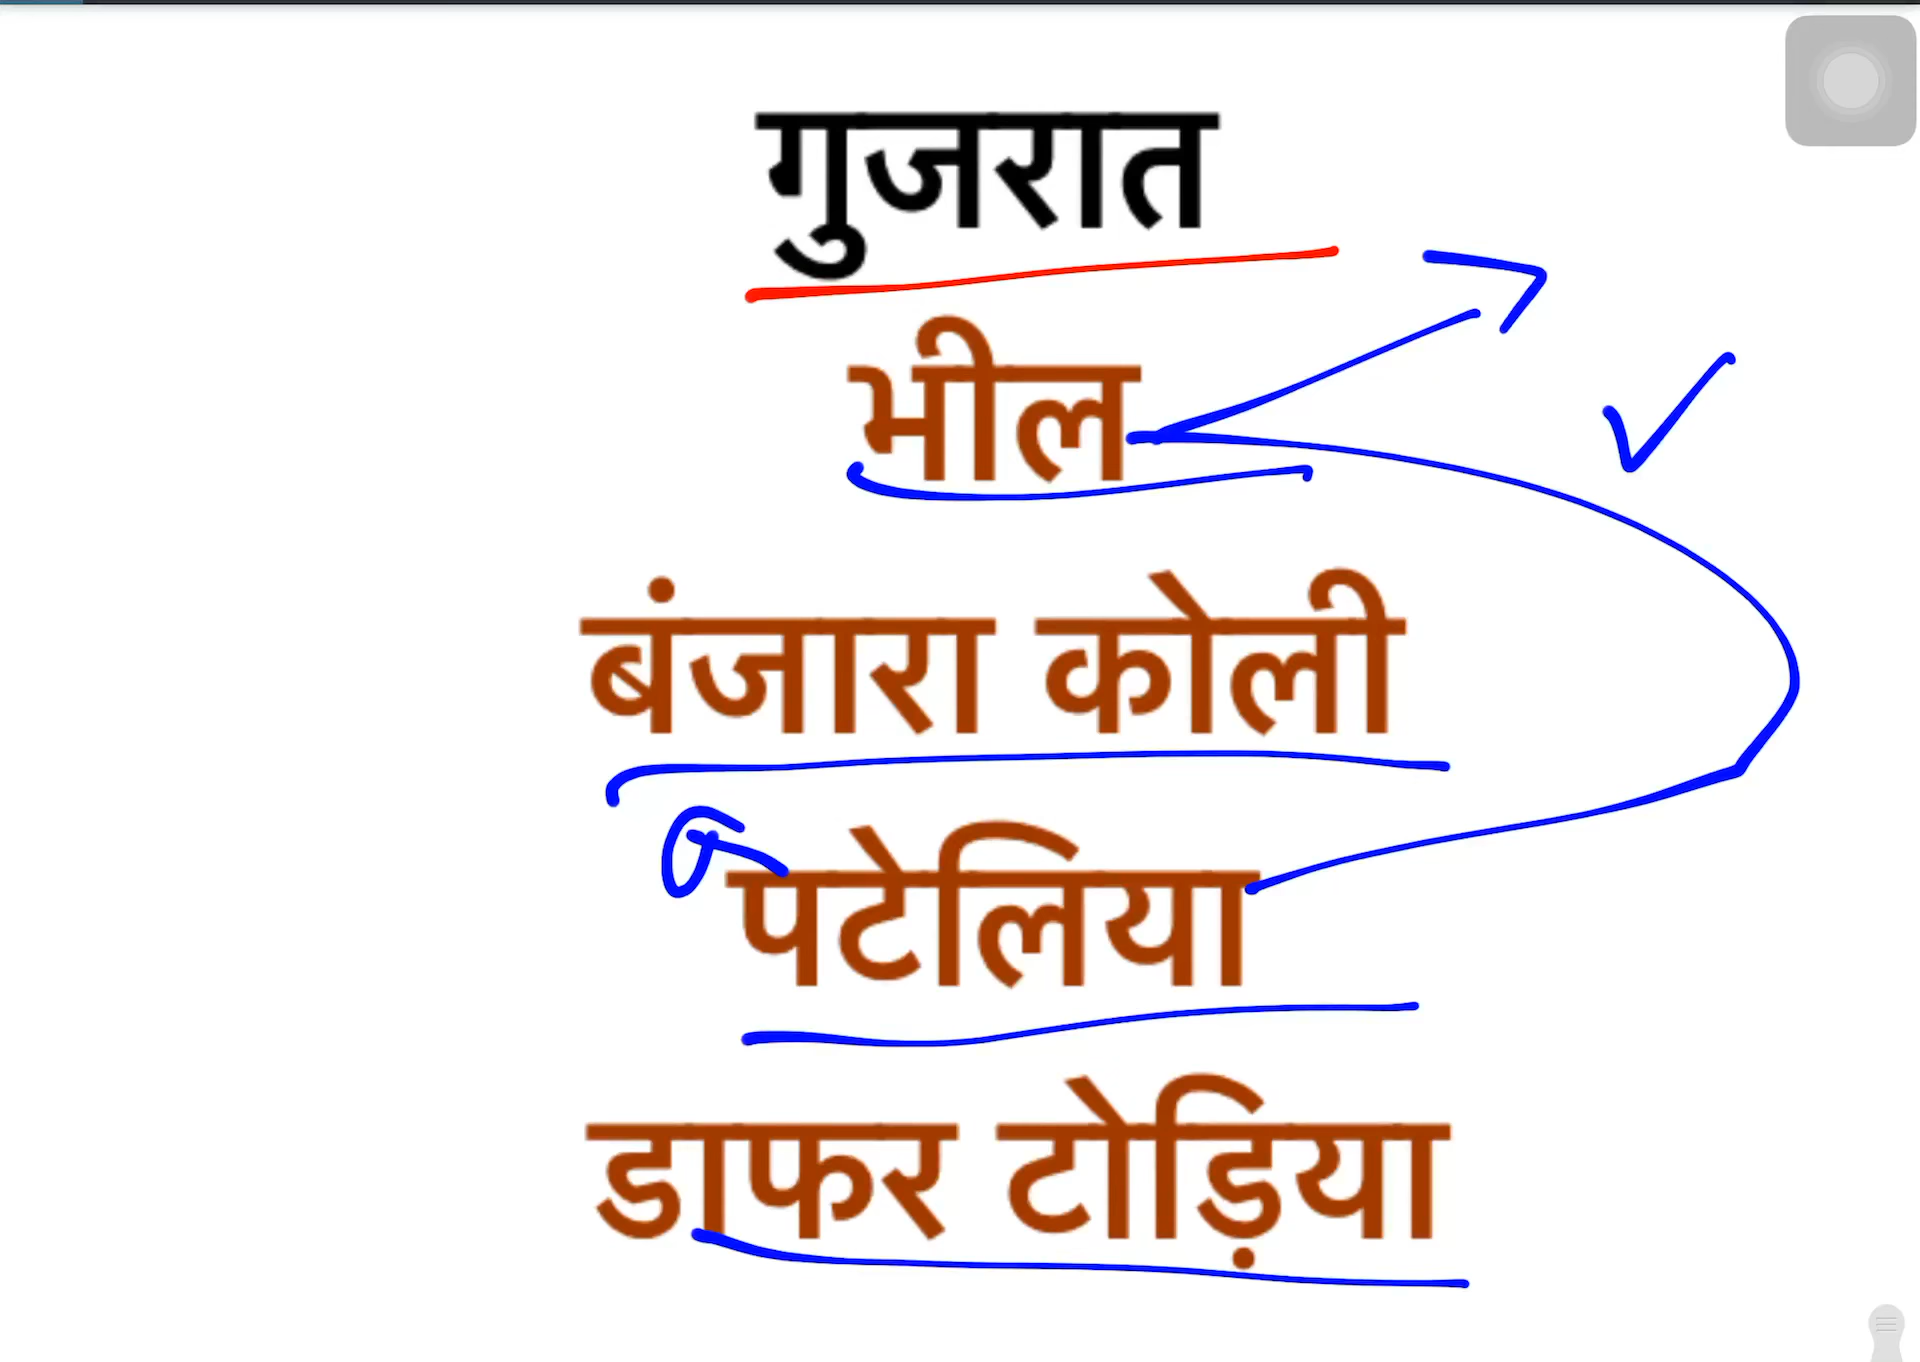 गुजरात
भील
बंजारा कोली
पटेलिया
डाफर टोड़िया